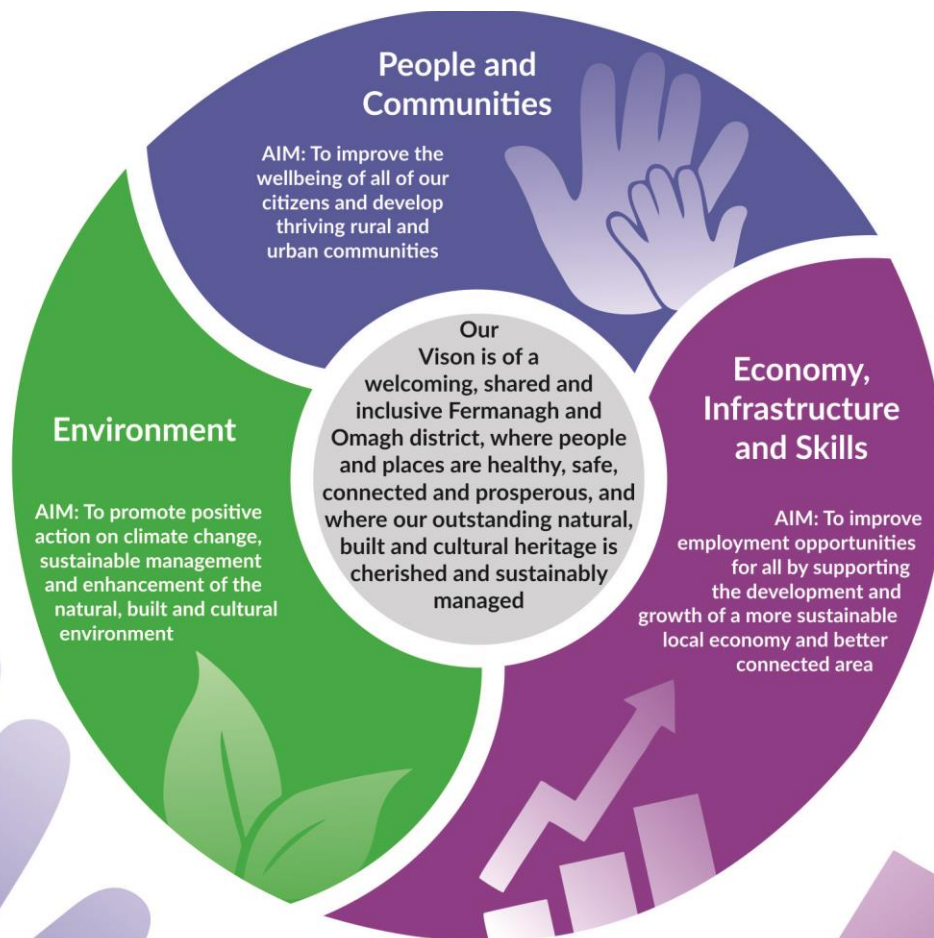 People and
Communities
AIM: To improve the
wellbeing of all of our
citizens and develop
thriving rural and
urban communities
Environment
AIM: To promote positive
action on climate change,
sustainable management
and enhancement of the
natural, built and cultural
environment
Our
Vison is of a
welcoming, shared and
inclusive Fermanagh and
Omagh district, where people
and places are healthy, safe,
connected and prosperous, and
where our outstanding natural,
built and cultural heritage is
cherished and sustainably
managed
Economy,
Infrastructure
and Skills
AIM: To improve
employment opportunities
for all by supporting
the development and
growth of a more sustainable
local economy and better
connected area